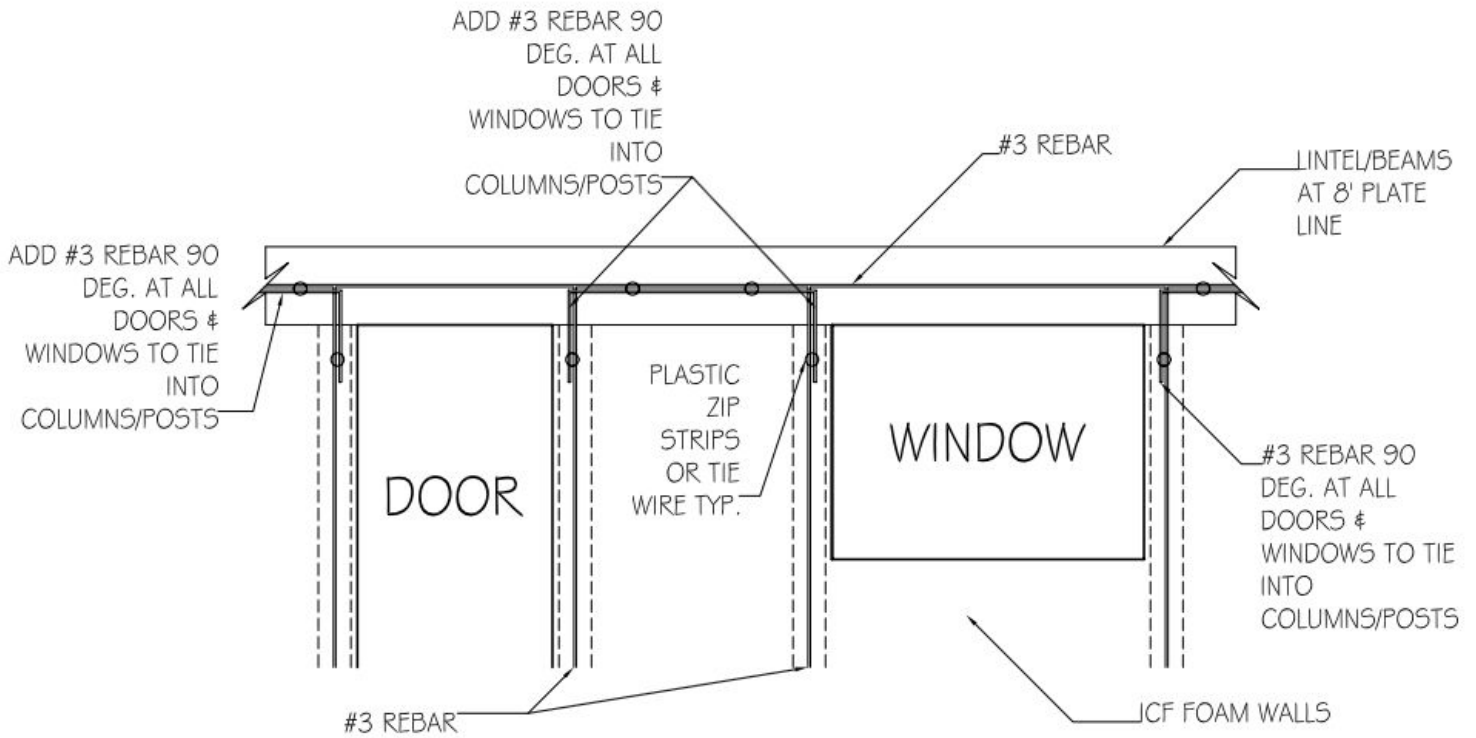 ADD #3 REBAR 90
DEG. AT ALL
DOORS &
WINDOWS TO TIE
INTO
COLUMNS/POSTS
#3 REBAR
LINTEL/BEAMS
AT 8' PLATE
LINE
ADD #3 REBAR 90
DEG. AT ALL
DOORS &
WINDOWS TO TIE
INTO
COLUMNS/POSTS
PLASTIC
ZIP
STRIPS
OR TIE
WIRE TYP.
DOOR
WINDOW
#3 REBAR 90
DEG. AT ALL
DOORS &
WINDOWS TO TIE
INTO
COLUMNS/POSTS
#3 REBAR
ICF FOAM WALLS